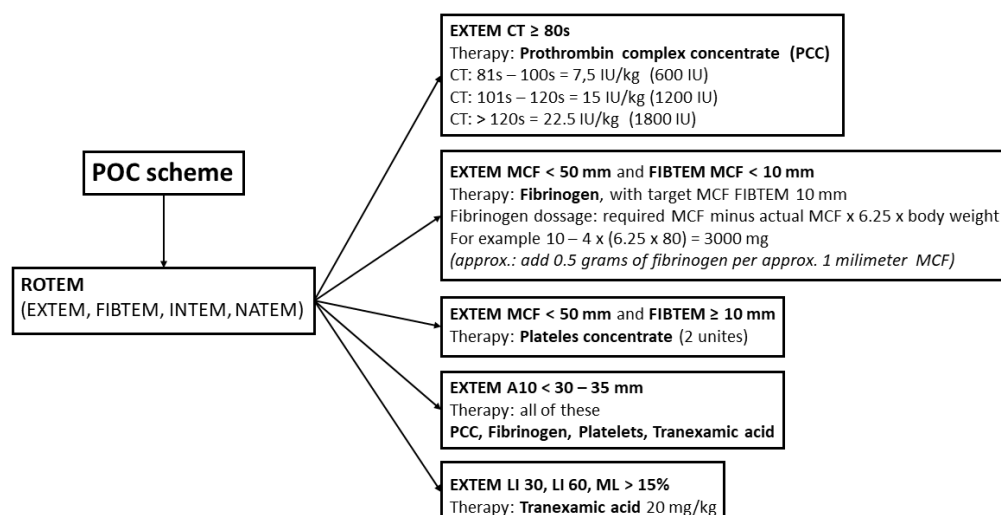 POC scheme
ROTEM
(EXTEM, FIBTEM, INTEM, NATEM)
EXTEM CT ≥ 80s
Therapy: Prothrombin complex concentrate (PCC)
CT: 81s – 100s = 7,5 IU/kg (600 IU)
CT: 101s – 120s = 15 IU/kg (1200 IU)
CT: > 120s = 22.5 IU/kg (1800 IU)
EXTEM MCF < 50 mm and FIBTEM MCF < 10 mm
Therapy: Fibrinogen, with target MCF FIBTEM 10 mm
Fibrinogen dossage: required MCF minus actual MCF x 6.25 x body weight
For example 10 – 4 x (6.25 x 80) = 3000 mg
(approx.: add 0.5 grams of fibrinogen per approx. 1 milimeter MCF)
EXTEM MCF < 50 mm and FIBTEM ≥ 10 mm
Therapy: Plateles concentrate (2 unites)
EXTEM A10 < 30 – 35 mm
Therapy: all of these
PCC, Fibrinogen, Platelets, Tranexamic acid
EXTEM LI 30, LI 60, ML > 15%
Therapy: Tranexamic acid 20 mg/kg